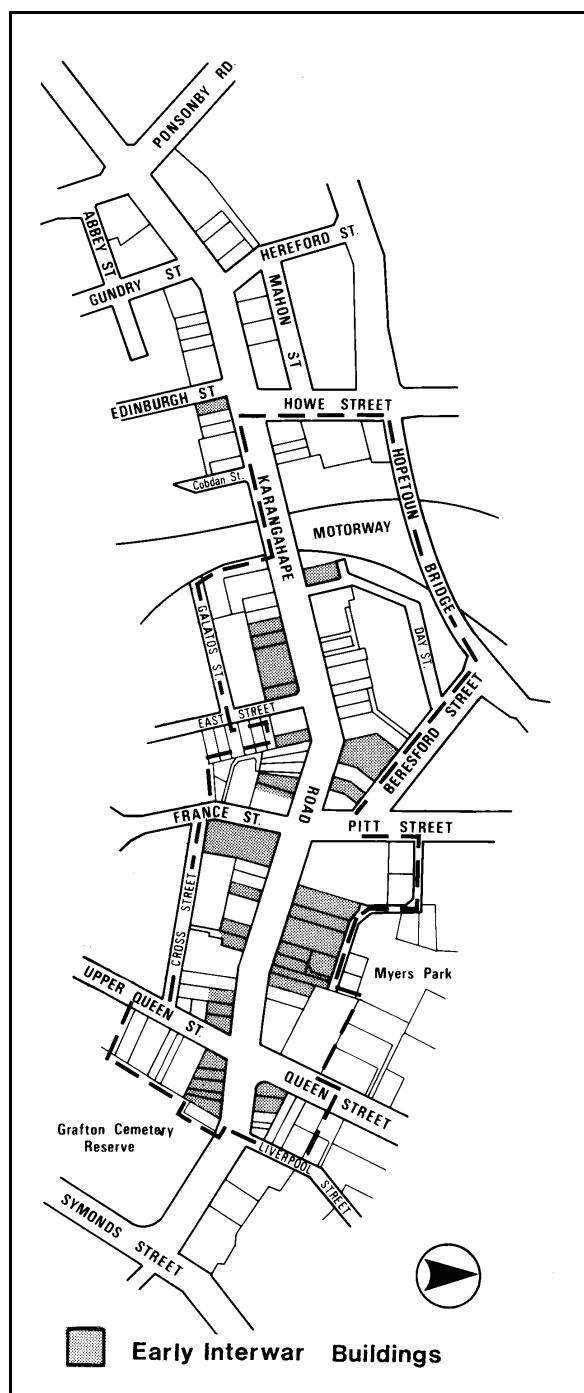 PONSONBY RD.
ABBEY ST
HEREFORD ST.
GUNDRY ST
MAHON ST
EDINBURGH ST
HOWE STREET
Cobdan St.
KARANGAHAPE
HOPETOUN BRIDGE
MOTORWAY
GALATOS ST.
DAY ST.
EAST STREET
BERESFORD STREET
ROAD
FRANCE ST.
PITT STREET
CROSS STREET
Myers Park
UPPER QUEEN ST.
QUEEN STREET
Grafton Cemetery
Reserve
LIVERPOOL STREET
SYMONDS STREET
Early Interwar Buildings